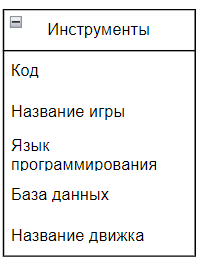 Инструменты
Код
Название игры
Язык
программирования
База данных
Название движка